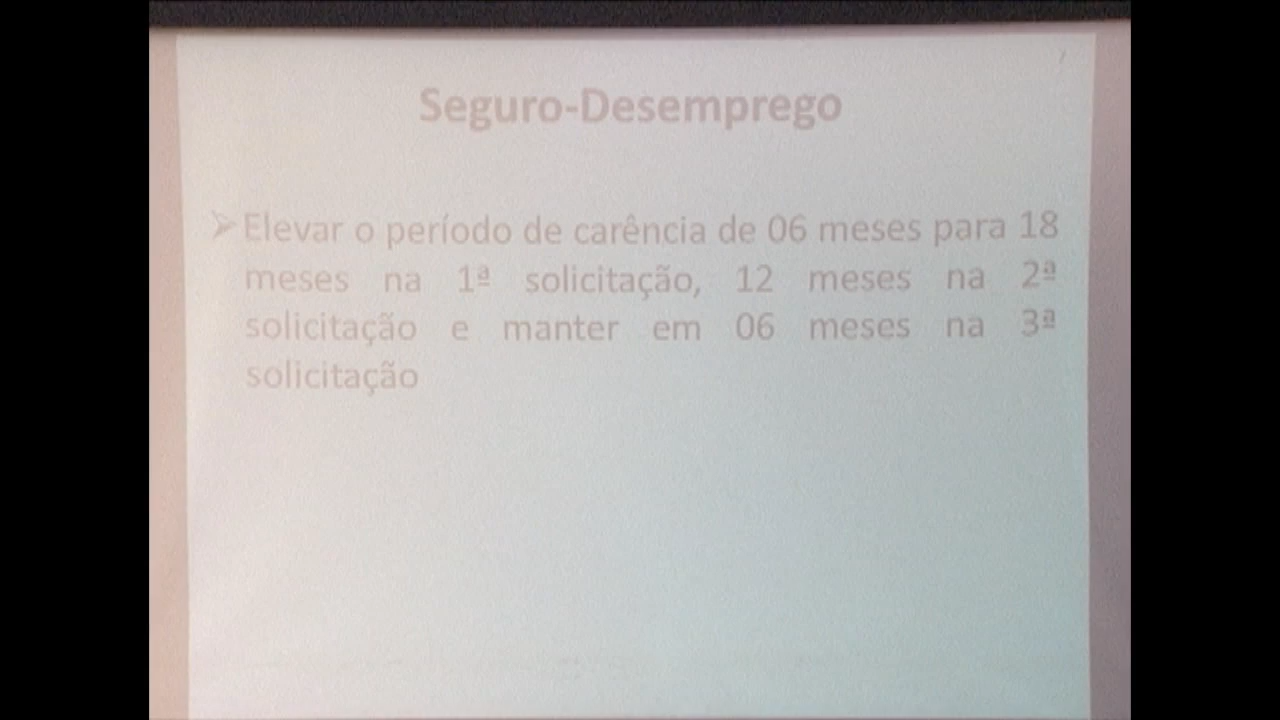 Seguro-Desemprego
➢Elevar o período de carência de 06 meses para 18
meses na 1ª solicitação, 12 meses na 2ª
solicitação e manter em 06 meses na 3ª
solicitação